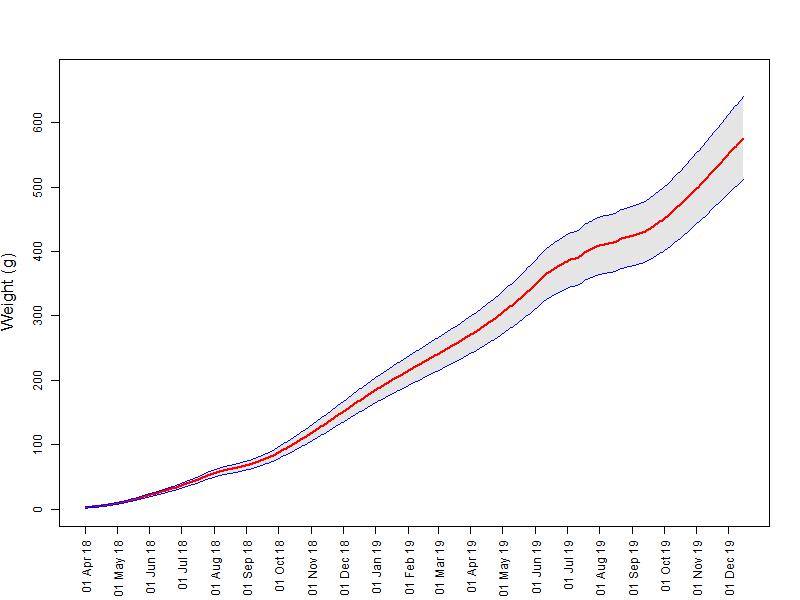 Weight (g)
600
500
400
300
200
100
0
01 Apr 18
01 May 18
01 Jun 18
01 Jul 18
01 Aug 18
01 Sep 18
01 Oct 18
01 Nov 18
01 Dec 18
01 Jan 19
01 Feb 19
01 Mar 19
01 Apr 19
01 May 19
01 Jun 19
01 Jul 19
01 Aug 19
01 Sep 19
01 Oct 19
01 Nov 19
01 Dec 19